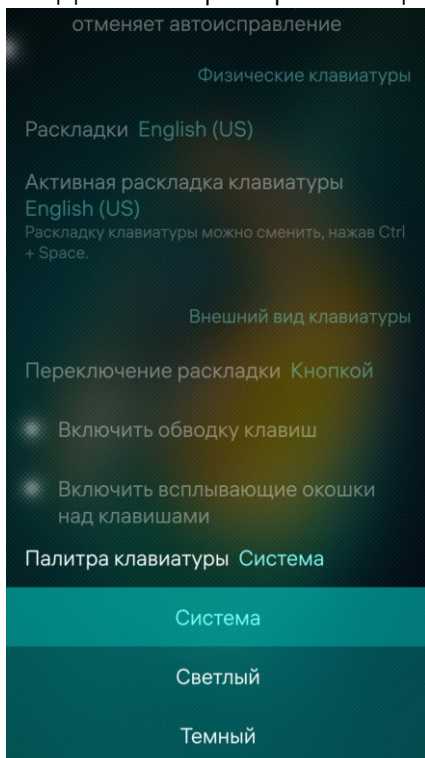 отменяет автоисправление
Физические клавиатуры
Раскладки English (US)
Активная раскладка клавиатуры
English (US)
Раскладку клавиатуры можно сменить, нажав Ctrl
+ Space.
Внешний вид клавиатуры
Переключение раскладки Кнопкой
Включить обводку клавиш
Включить всплывающие окошки
над клавишами
Палитра клавиатуры Система
Система
Светлый
Темный